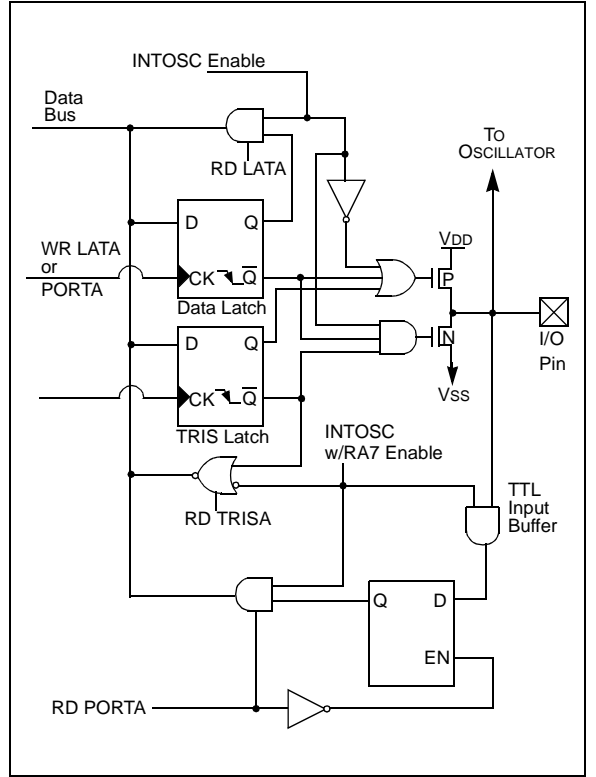 INTOSC Enable
Data
Bus
RD LATA
TO
OSCILLATOR
D Q
WR LATA
or
PORTA
CK Q
Data Latch
VDD
P
N
I/O
Pin
VSS
D Q
CK Q
TRIS Latch
INTOSC
w/RA7 Enable
RD TRISA
TTL
Input
Buffer
Q D
EN
RD PORTA